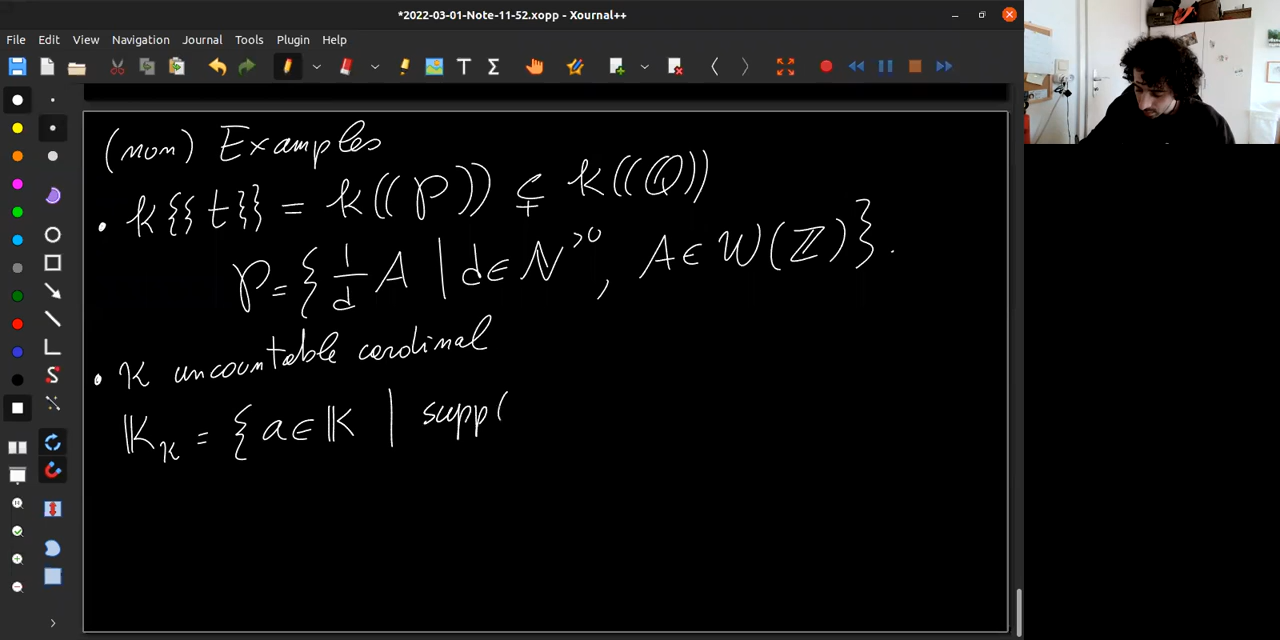 *2022-03-01-Note-11-52.xopp - Xournal++
File Edit View Navigation Journal Tools Plugin Help
(non) Examples
• k{{t}} = k((P)) ⊊ k((Q))
P = { 1/d A | d ∈ N^{>0}, A ∈ W(ℤ) }.
• κ uncountable cardinal
𝕂_κ = { a ∈ 𝕂 | supp(